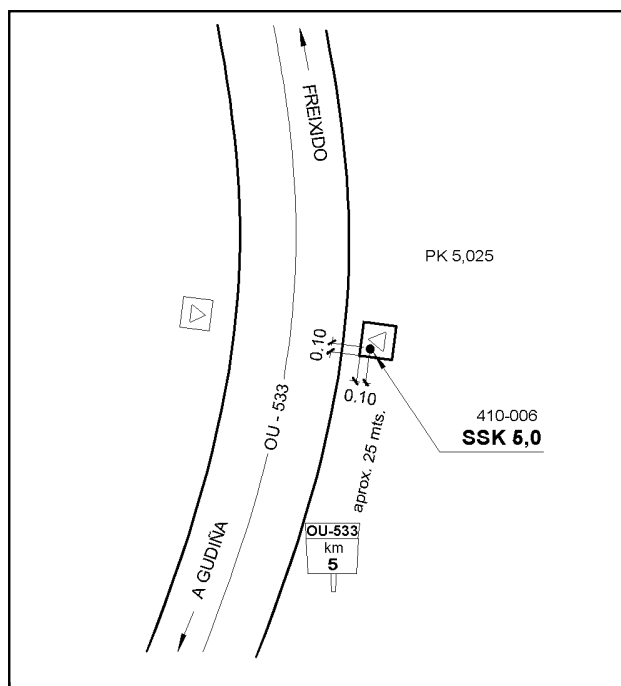 FREIXIDO
PK 5,025
0.10
0.10
410-006
SSK 5,0
OU - 533
aprox. 25 mts.
OU-533
km
5
A GUDIÑA